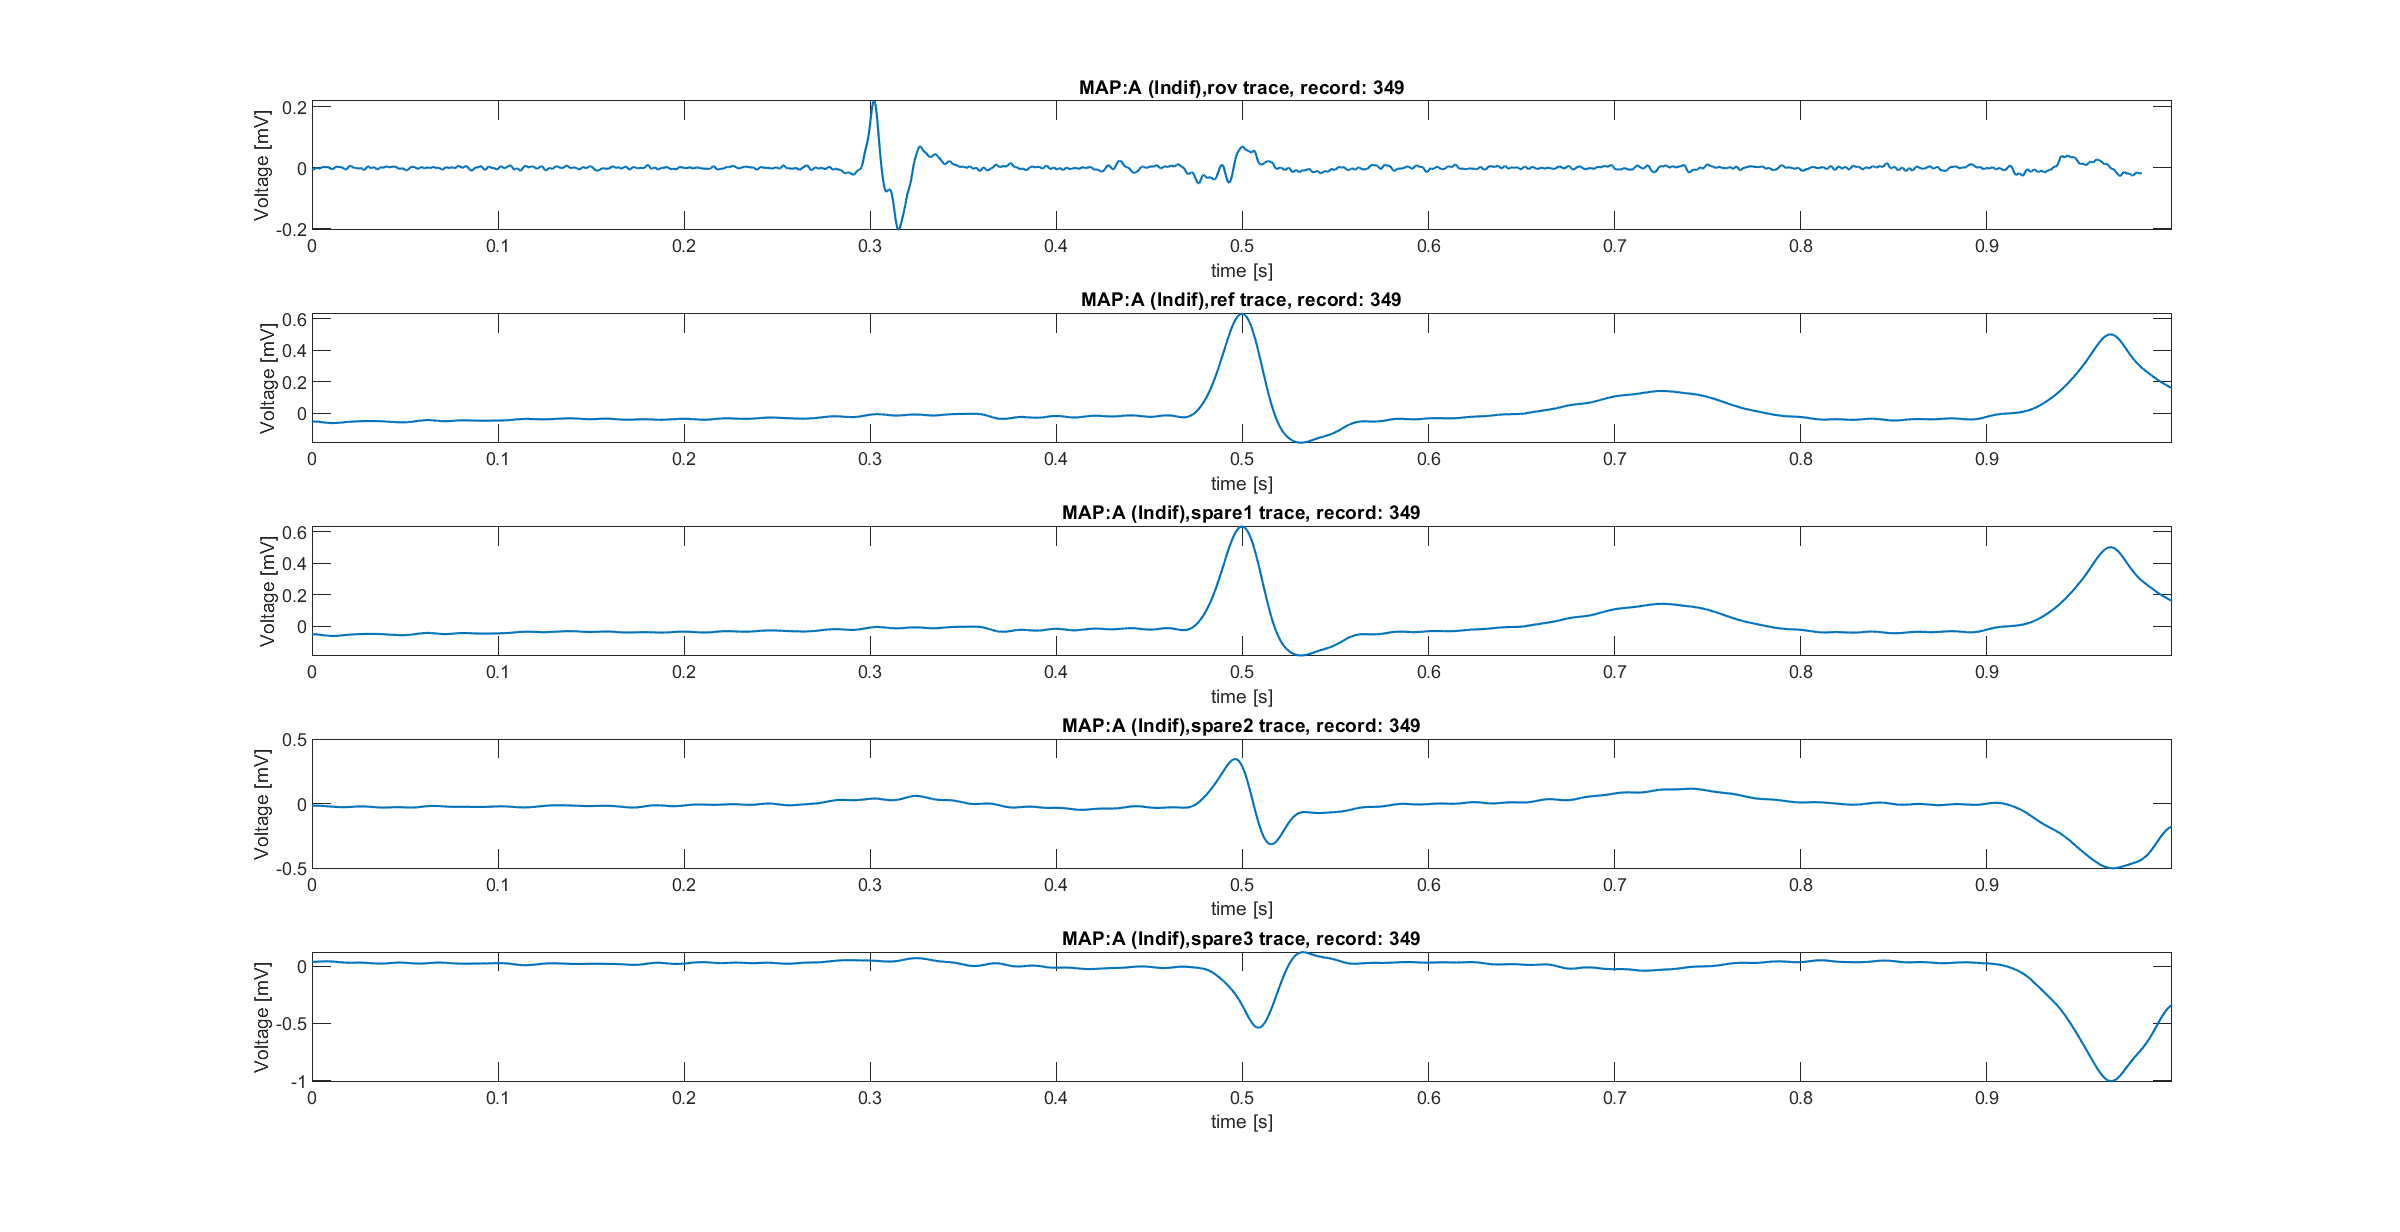 MAP:A (Indif),rov trace, record: 349
Voltage [mV]
0.2
0
-0.2
0 0.1 0.2 0.3 0.4 0.5 0.6 0.7 0.8 0.9
time [s]
MAP:A (Indif),ref trace, record: 349
Voltage [mV]
0.6
0.4
0.2
0
0 0.1 0.2 0.3 0.4 0.5 0.6 0.7 0.8 0.9
time [s]
MAP:A (Indif),spare1 trace, record: 349
Voltage [mV]
0.6
0.4
0.2
0
0 0.1 0.2 0.3 0.4 0.5 0.6 0.7 0.8 0.9
time [s]
MAP:A (Indif),spare2 trace, record: 349
Voltage [mV]
0.5
0
-0.5
0 0.1 0.2 0.3 0.4 0.5 0.6 0.7 0.8 0.9
time [s]
MAP:A (Indif),spare3 trace, record: 349
Voltage [mV]
0
-0.5
-1
0 0.1 0.2 0.3 0.4 0.5 0.6 0.7 0.8 0.9
time [s]